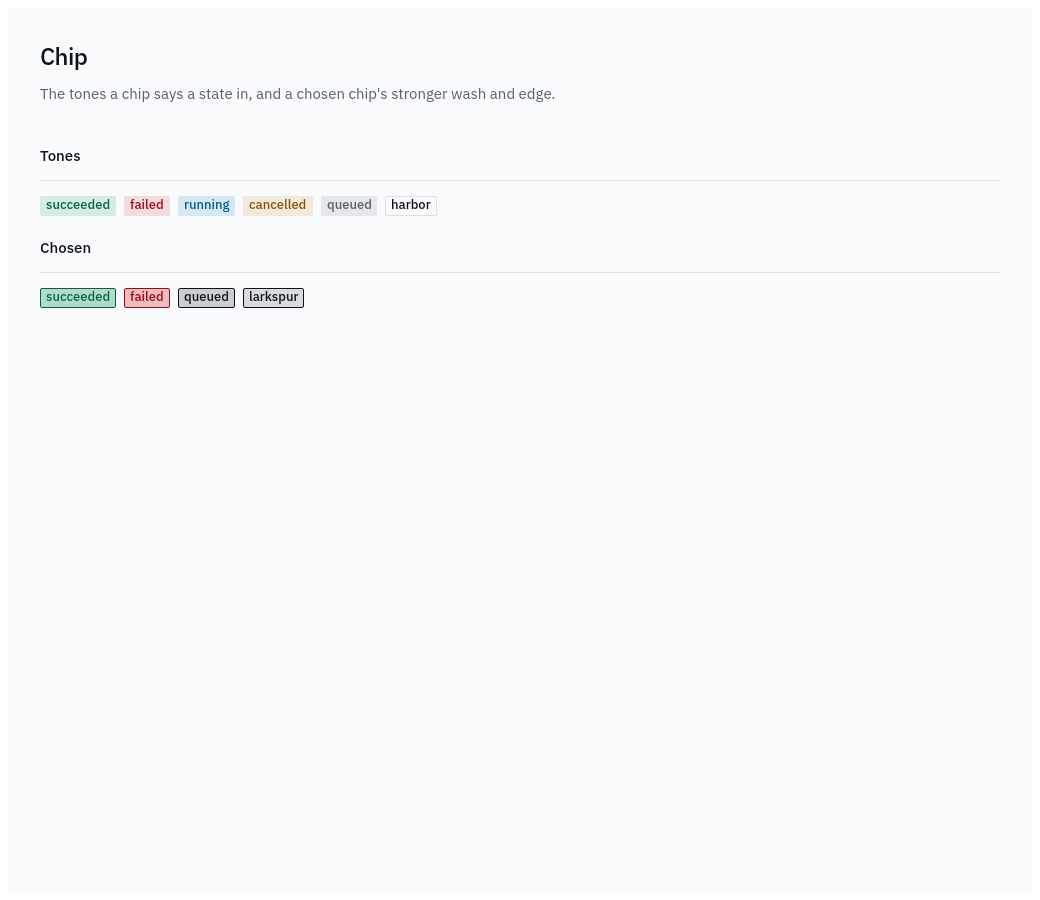 Chip
The tones a chip says a state in, and a chosen chip's stronger wash and edge.
Tones
succeeded failed running cancelled queued harbor
Chosen
succeeded failed queued larkspur